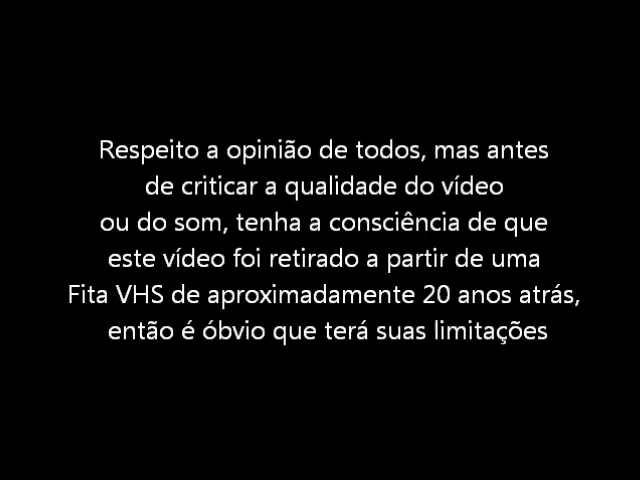 Respeito a opinião de todos, mas antes
de criticar a qualidade do vídeo
ou do som, tenha a consciência de que
este vídeo foi retirado a partir de uma
Fita VHS de aproximadamente 20 anos atrás,
então é óbvio que terá suas limitações